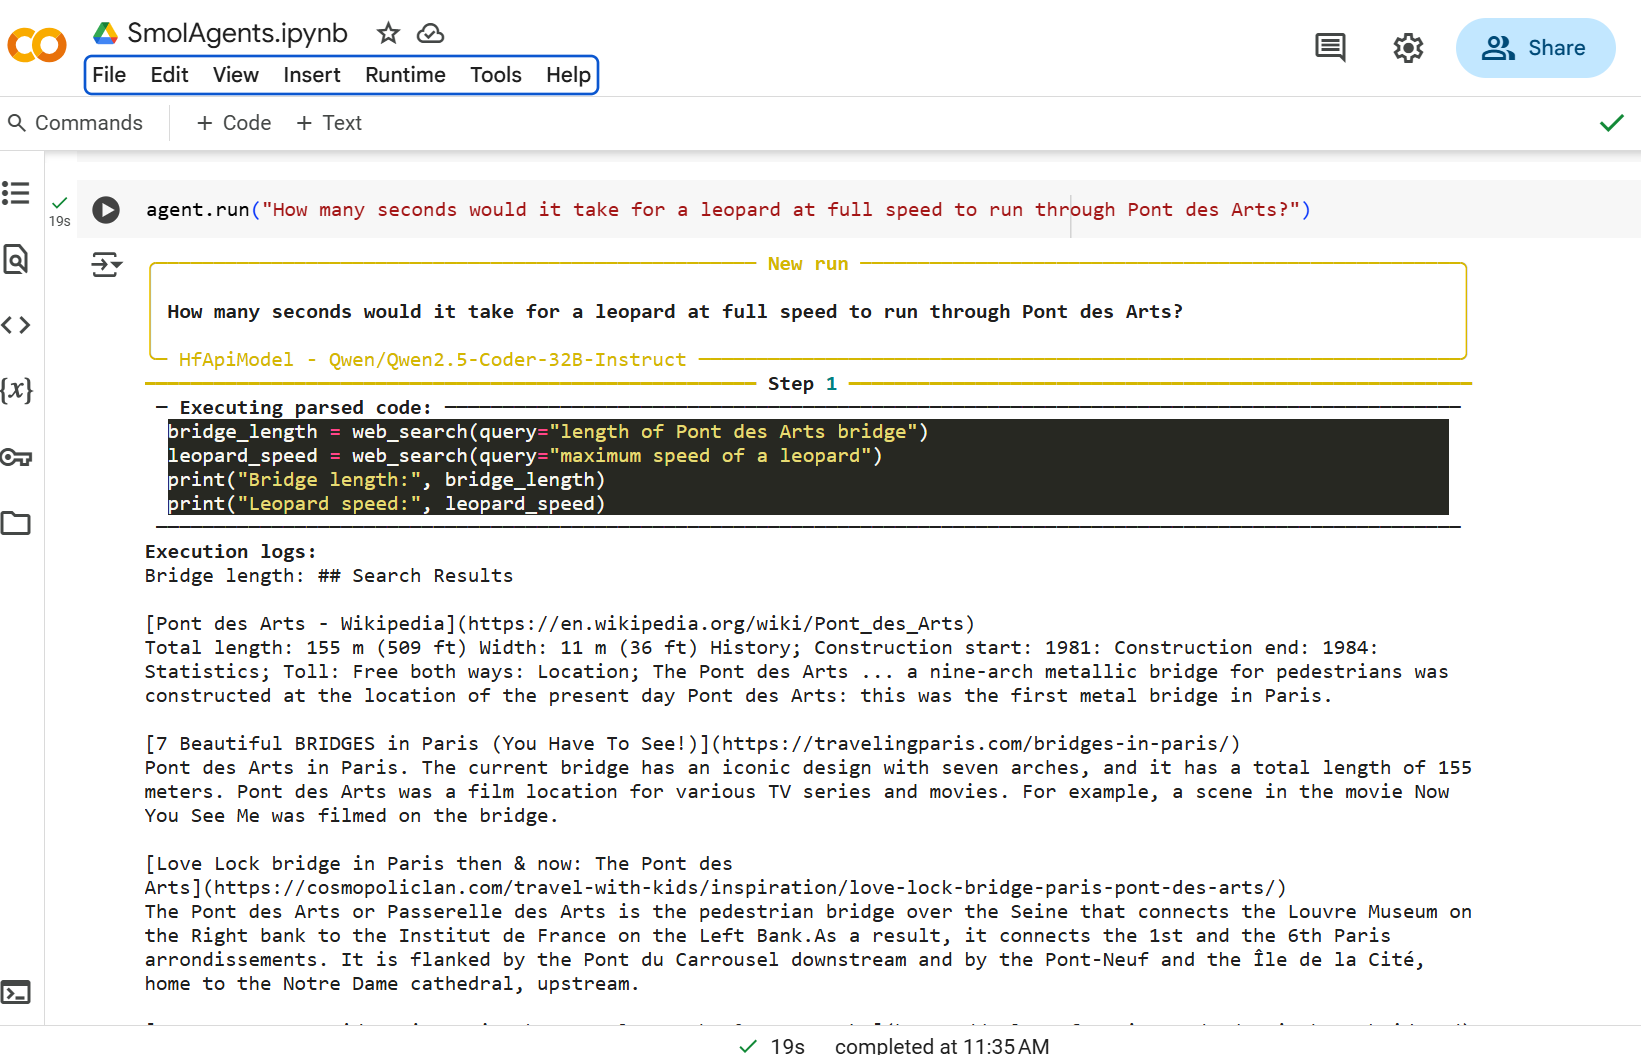 SmolAgents.ipynb
File Edit View Insert Runtime Tools Help
Share
Commands + Code + Text
19s
agent.run("How many seconds would it take for a leopard at full speed to run through Pont des Arts?")
New run
How many seconds would it take for a leopard at full speed to run through Pont des Arts?
HfApiModel - Qwen/Qwen2.5-Coder-32B-Instruct
Step 1
Executing parsed code:
bridge_length = web_search(query="length of Pont des Arts bridge")
leopard_speed = web_search(query="maximum speed of a leopard")
print("Bridge length:", bridge_length)
print("Leopard speed:", leopard_speed)
Execution logs:
Bridge length: ## Search Results
[Pont des Arts - Wikipedia](https://en.wikipedia.org/wiki/Pont_des_Arts)
Total length: 155 m (509 ft) Width: 11 m (36 ft) History; Construction start: 1981: Construction end: 1984:
Statistics; Toll: Free both ways: Location; The Pont des Arts ... a nine-arch metallic bridge for pedestrians was
constructed at the location of the present day Pont des Arts: this was the first metal bridge in Paris.
[7 Beautiful BRIDGES in Paris (You Have To See!)](https://travelingparis.com/bridges-in-paris/)
Pont des Arts in Paris. The current bridge has an iconic design with seven arches, and it has a total length of 155
meters. Pont des Arts was a film location for various TV series and movies. For example, a scene in the movie Now
You See Me was filmed on the bridge.
[Love Lock bridge in Paris then & now: The Pont des
Arts](https://cosmopoliclan.com/travel-with-kids/inspiration/love-lock-bridge-paris-pont-des-arts/)
The Pont des Arts or Passerelle des Arts is the pedestrian bridge over the Seine that connects the Louvre Museum on
the Right bank to the Institut de France on the Left Bank.As a result, it connects the 1st and the 6th Paris
arrondissements. It is flanked by the Pont du Carrousel downstream and by the Pont-Neuf and the Île de la Cité,
home to the Notre Dame cathedral, upstream.
19s completed at 11:35 AM